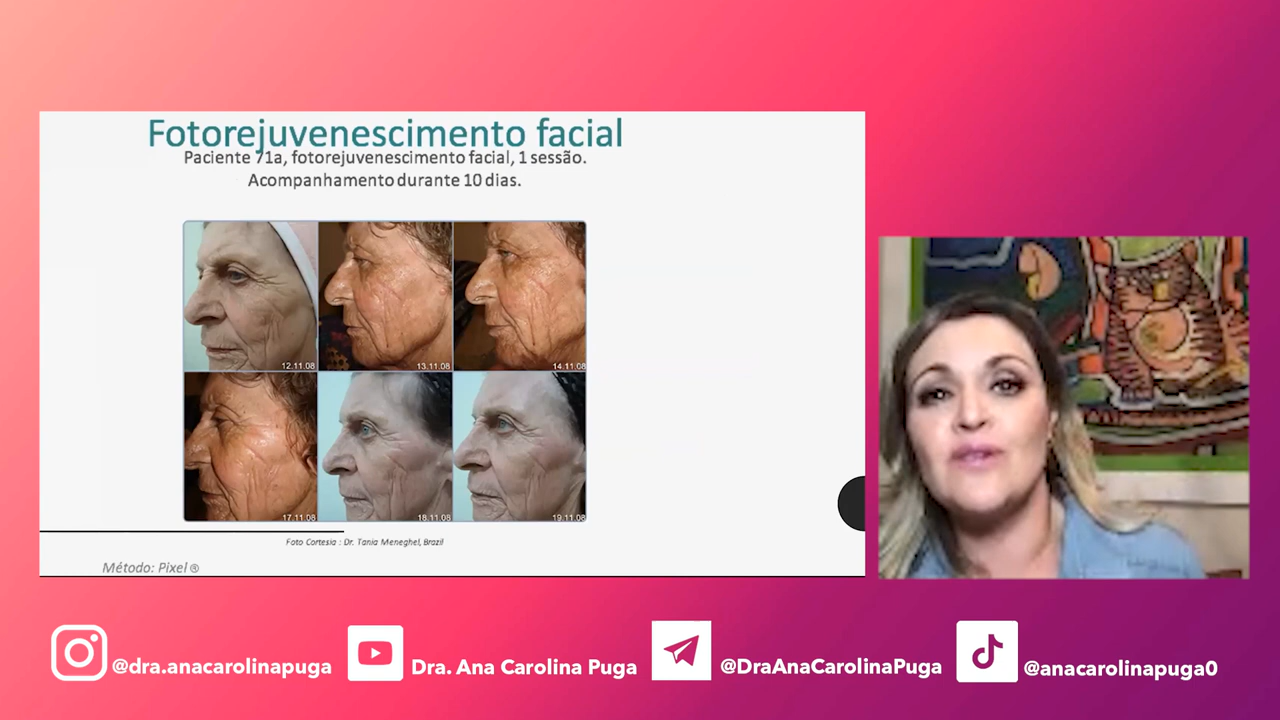 Fotorejuvenescimento facial
Paciente 71a, fotorejuvenescimento facial, 1 sessão.
Acompanhamento durante 10 dias.
12.11.08
13.11.08
14.11.08
17.11.08
18.11.08
19.11.08
Foto Cortesia : Dr. Tania Meneghel, Brazil
Método: Pixel ®
@dra.anacarolinapuga
Dra. Ana Carolina Puga
@DraAnaCarolinaPuga
@anacarolinapuga0